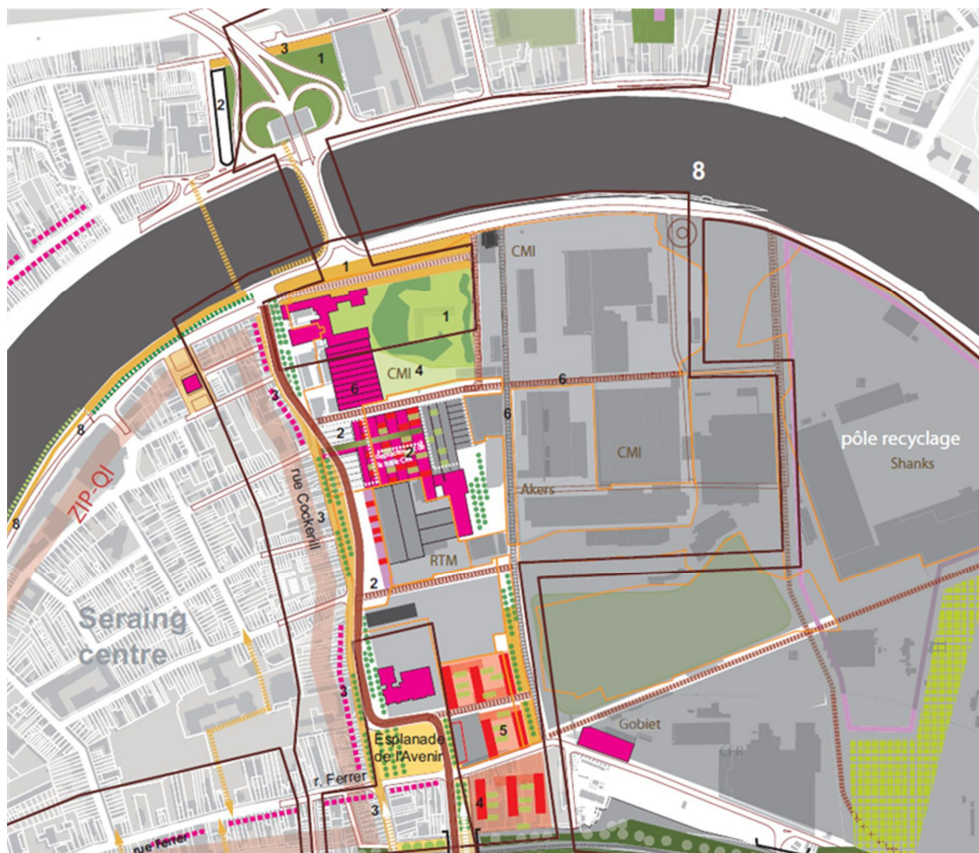 3
1
2
8
CMI
1
1
CMI
4
6
6
3
8
2
2
6
CMI
pôle recyclage
Shanks
ZIP-QI
rue Cockerill
Akers
3
8
RTM
2
Seraing
centre
3
Gobiet
5
Esplanade
de l'Avenir
CFR
r. Ferrer
3
4
rue Ferrer